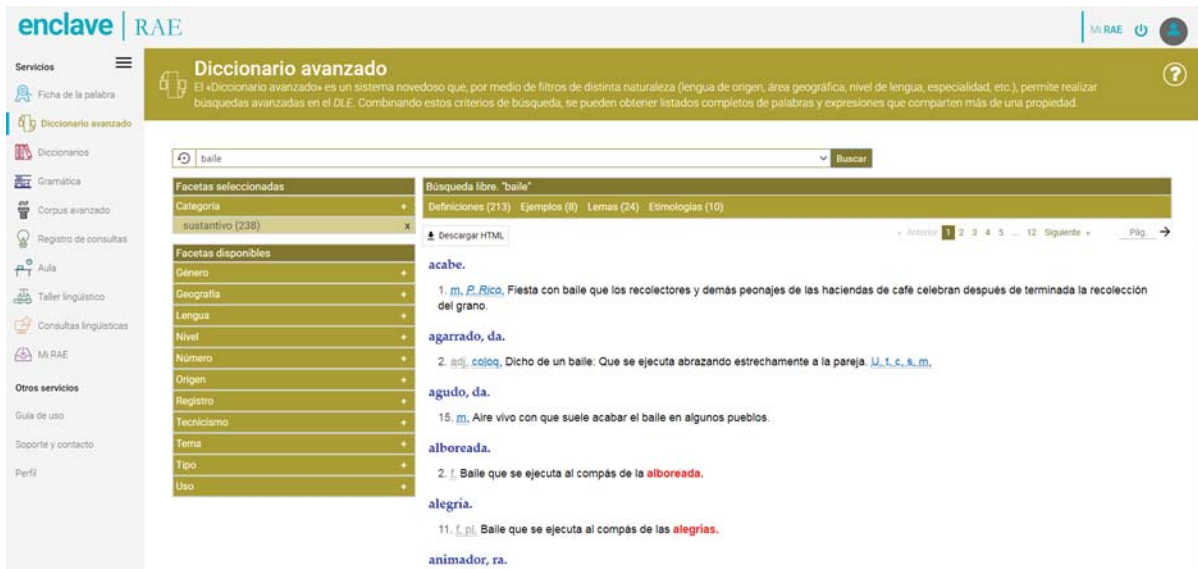 enclave | RAE
Mi RAE
Servicios
Ficha de la palabra
Diccionario avanzado
Diccionarios
Gramática
Corpus avanzado
Registro de consultas
Aula
Taller lingüístico
Consultas lingüísticas
Mi RAE
Otros servicios
Guía de uso
Soporte y contacto
Perfil
Diccionario avanzado
El «Diccionario avanzado» es un sistema novedoso que, por medio de filtros de distinta naturaleza (lengua de origen, área geográfica, nivel de lengua, especialidad, etc.), permite realizar
búsquedas avanzadas en el DLE. Combinando estos criterios de búsqueda, se pueden obtener listados completos de palabras y expresiones que comparten más de una propiedad.
?
baile
Buscar
Facetas seleccionadas
Categoría +
sustantivo (238) x
Facetas disponibles
Género +
Geografía +
Lengua +
Nivel +
Número +
Origen +
Registro +
Tecnicismo +
Tema +
Tipo +
Uso +
Búsqueda libre. "baile"
Definiciones (213) Ejemplos (8) Lemas (24) Etimologías (10)
Descargar HTML
« Anterior 1 2 3 4 5 ... 12 Siguiente » Pág. →
acabe.
1. m. P. Rico. Fiesta con baile que los recolectores y demás peonajes de las haciendas de café celebran después de terminada la recolección
del grano.
agarrado, da.
2. adj. coloq. Dicho de un baile: Que se ejecuta abrazando estrechamente a la pareja. U. t. c. s. m.
agudo, da.
15. m. Aire vivo con que suele acabar el baile en algunos pueblos.
alboreada.
2. f. Baile que se ejecuta al compás de la alboreada.
alegría.
11. f. pl. Baile que se ejecuta al compás de las alegrías.
animador, ra.